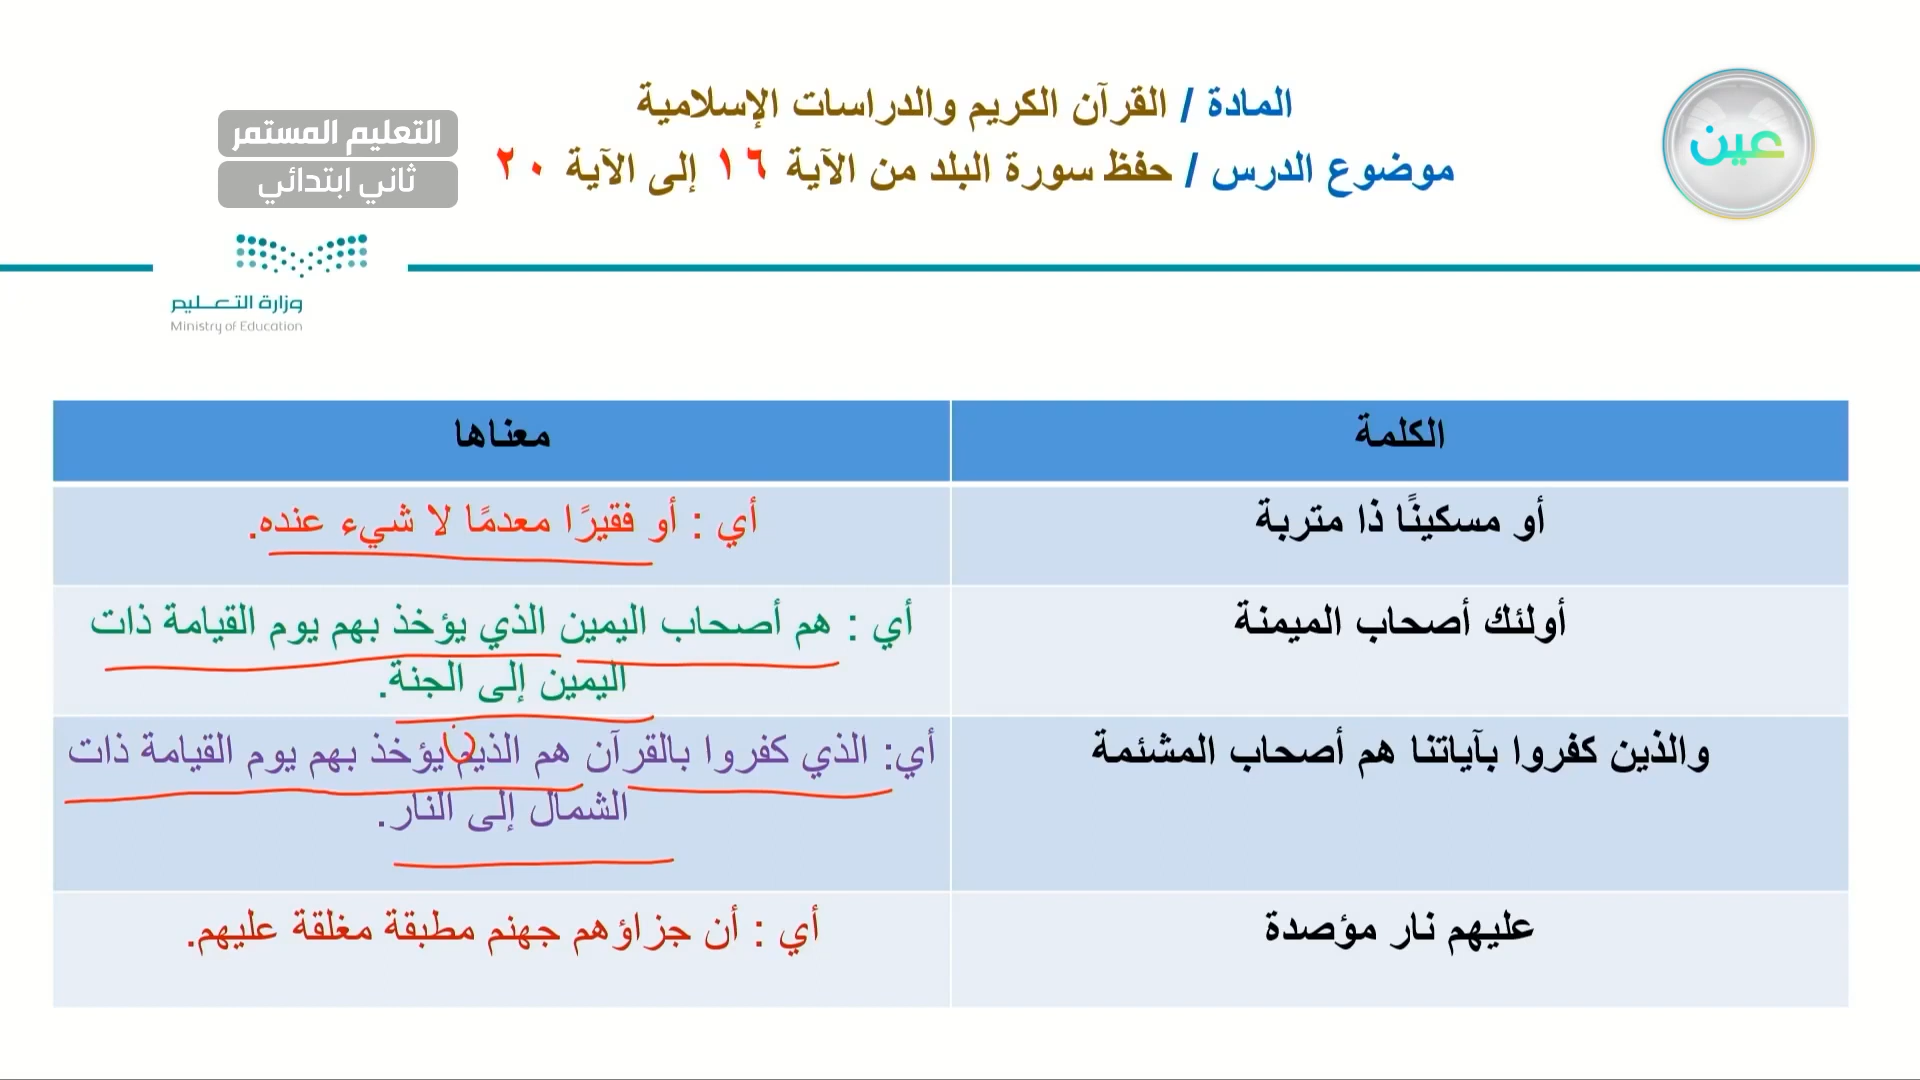 المادة / القرآن الكريم والدراسات الإسلامية
موضوع الدرس / حفظ سورة البلد من الآية ١٦ إلى الآية ٢٠
عين
التعليم المستمر
ثاني ابتدائي
وزارة التعليم
Ministry of Education
الكلمة
معناها
أو مسكينًا ذا متربة
أي : أو فقيرًا معدمًا لا شيء عنده.
أولئك أصحاب الميمنة
أي : هم أصحاب اليمين الذي يؤخذ بهم يوم القيامة ذات
اليمين إلى الجنة.
والذين كفروا بآياتنا هم أصحاب المشئمة
أي: الذي كفروا بالقرآن هم الذيم يؤخذ بهم يوم القيامة ذات
الشمال إلى النار.
عليهم نار مؤصدة
أي : أن جزاؤهم جهنم مطبقة مغلقة عليهم.